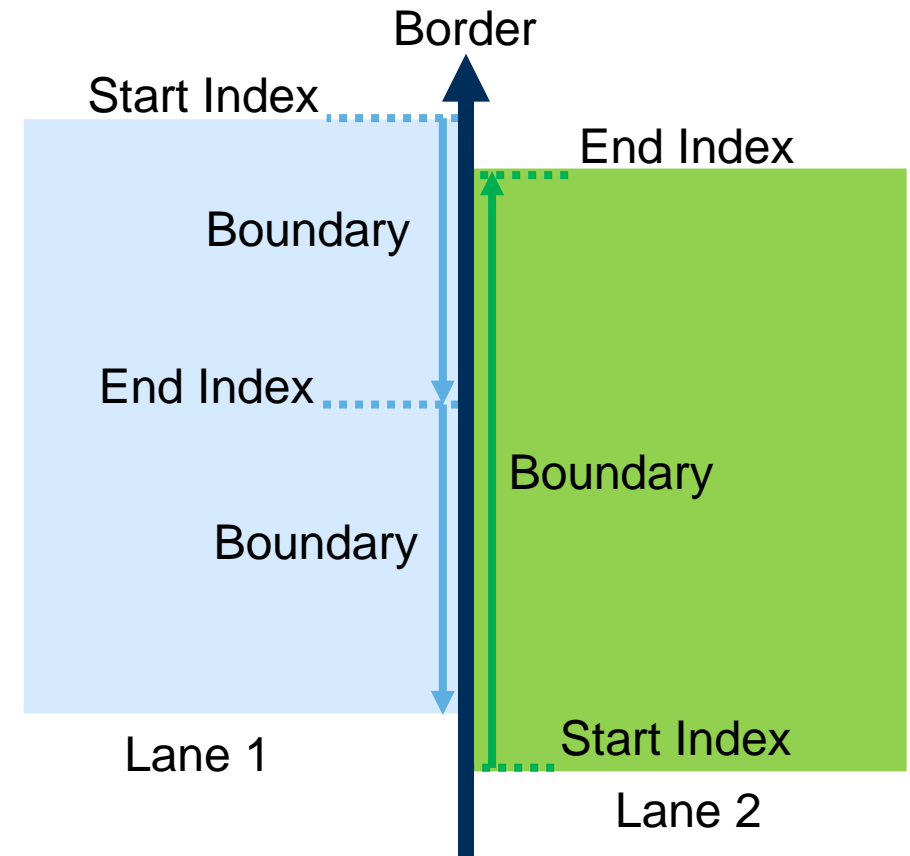 Border
Start Index
End Index
Boundary
End Index
Boundary
Boundary
Start Index
Lane 1
Lane 2